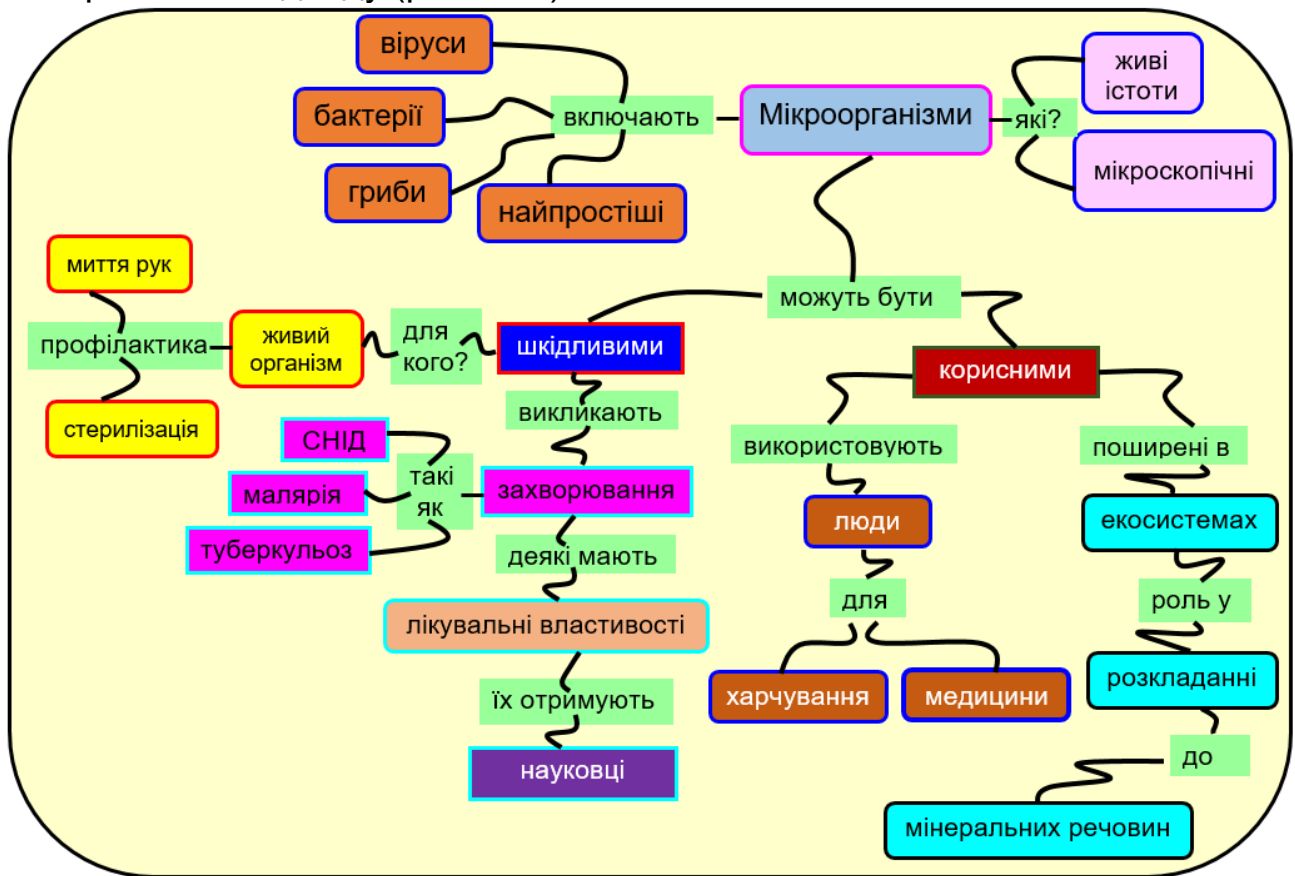 віруси
бактерії
гриби
найпростіші
включають
Мікроорганізми
які?
живі
істоти
мікроскопічні
можуть бути
миття рук
профілактика
стерилізація
живий
організм
для
кого?
шкідливими
корисними
викликають
СНІД
малярія
туберкульоз
такі
як
захворювання
деякі мають
лікувальні властивості
їх отримують
науковці
використовують
люди
для
харчування
медицини
поширені в
екосистемах
роль у
розкладанні
до
мінеральних речовин